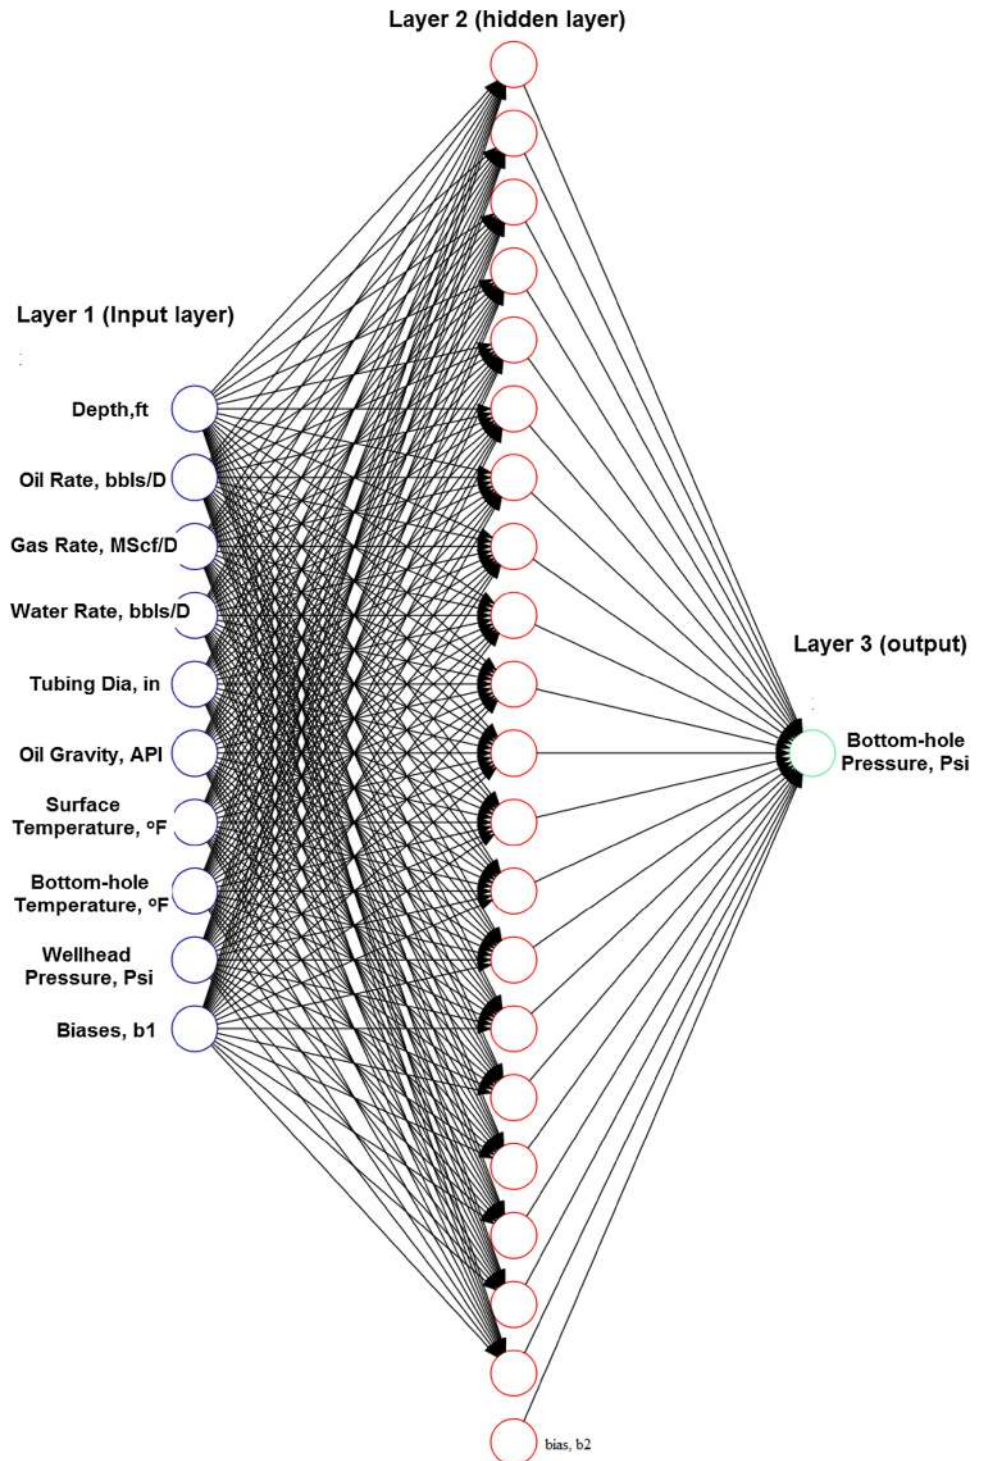 Layer 2 (hidden layer)
Layer 1 (Input layer)
Depth,ft
Oil Rate, bbls/D
Gas Rate, MScf/D
Water Rate, bbls/D
Tubing Dia, in
Oil Gravity, API
Surface
Temperature, ºF
Bottom-hole
Temperature, ºF
Wellhead
Pressure, Psi
Biases, b1
Layer 3 (output)
Bottom-hole
Pressure, Psi
bias, b2